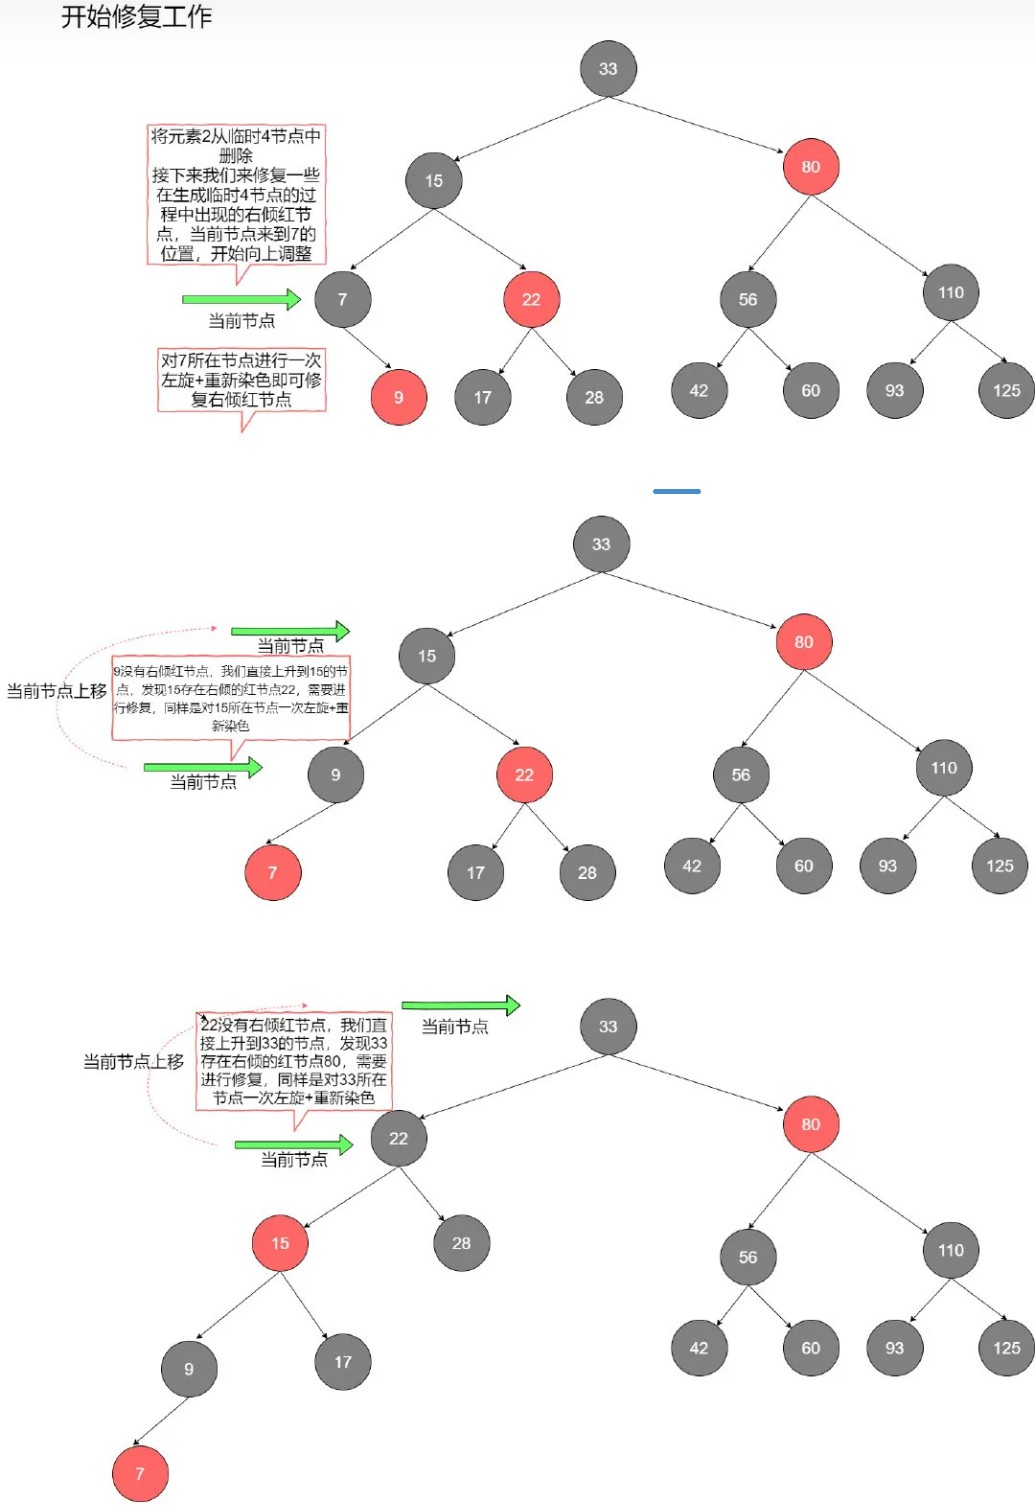 开始修复工作
33
将元素2从临时4节点中
删除
接下来我们来修复一些
在生成临时4节点的过
程中出现的右倾红节
点，当前节点来到7的
位置，开始向上调整
15
80
7
22
56
110
当前节点
对7所在节点进行一次
左旋+重新染色即可修
复右倾红节点
9
17
28
42
60
93
125
33
当前节点
15
80
9没有右倾红节点，我们直接上升到15的节
点，发现15存在右倾的红节点22，需要进
行修复，同样是对15所在节点一次左旋+重
新染色
当前节点上移
当前节点
9
22
56
110
7
17
28
42
60
93
125
当前节点
33
22没有右倾红节点，我们直
接上升到33的节点，发现33
存在右倾的红节点80，需要
进行修复，同样是对33所在
节点一次左旋+重新染色
当前节点上移
当前节点
22
80
15
28
56
110
9
17
42
60
93
125
7